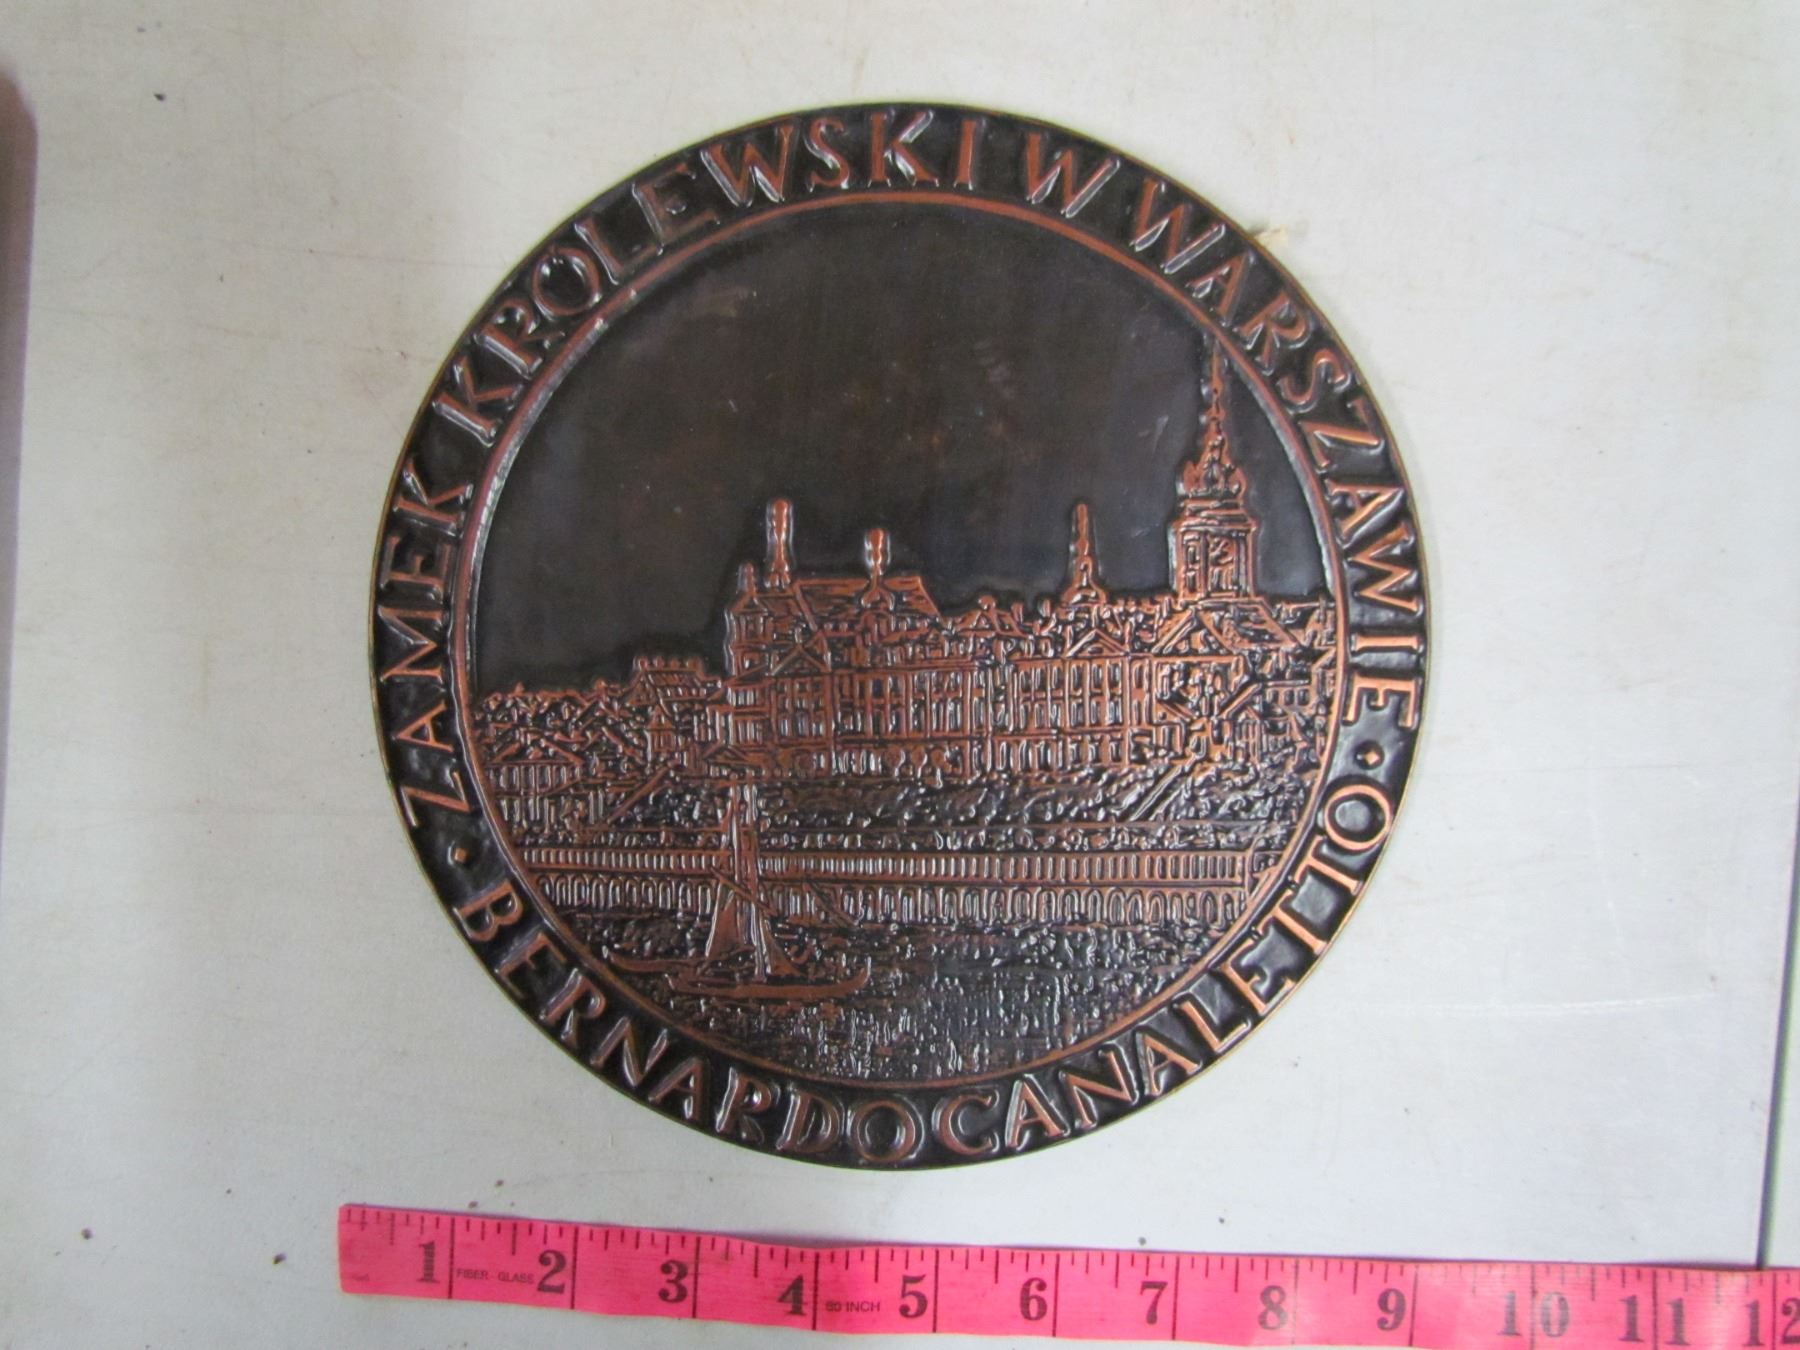 ZAMEK KRÓLEWSKI W WARSZAWIE
BERNARDO CANALETTO
1 2 3 4 5 6 7 8 9 10 11 12
FIBER-GLASS
60 INCH